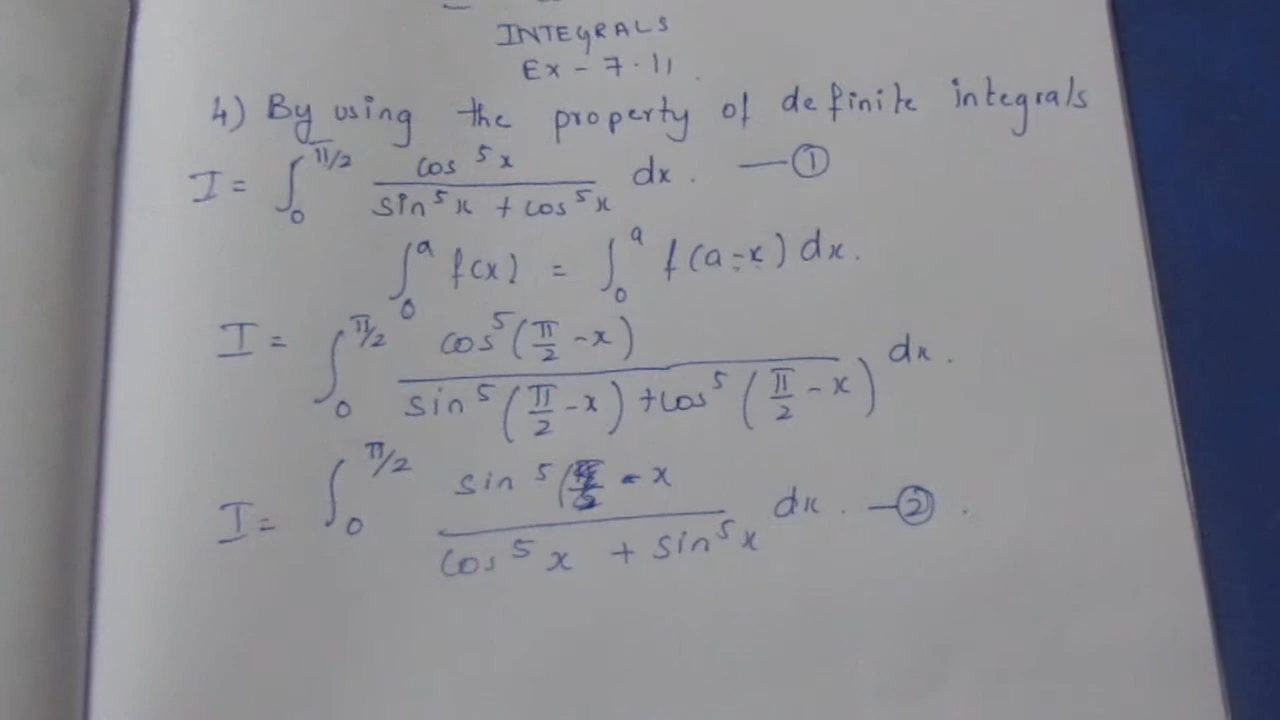 INTEGRALS
Ex - 7.11
4) By using the property of definite integrals
I = ∫₀^π/2 cos⁵x / sin⁵x + cos⁵x dx. — ①
∫₀^a f(x) = ∫₀^a f(a-x) dx.
I = ∫₀^π/2 cos⁵(π/2 - x) / sin⁵(π/2 - x) + cos⁵(π/2 - x) dx.
I = ∫₀^π/2 sin⁵ x / cos⁵x + sin⁵x dx. — ②.